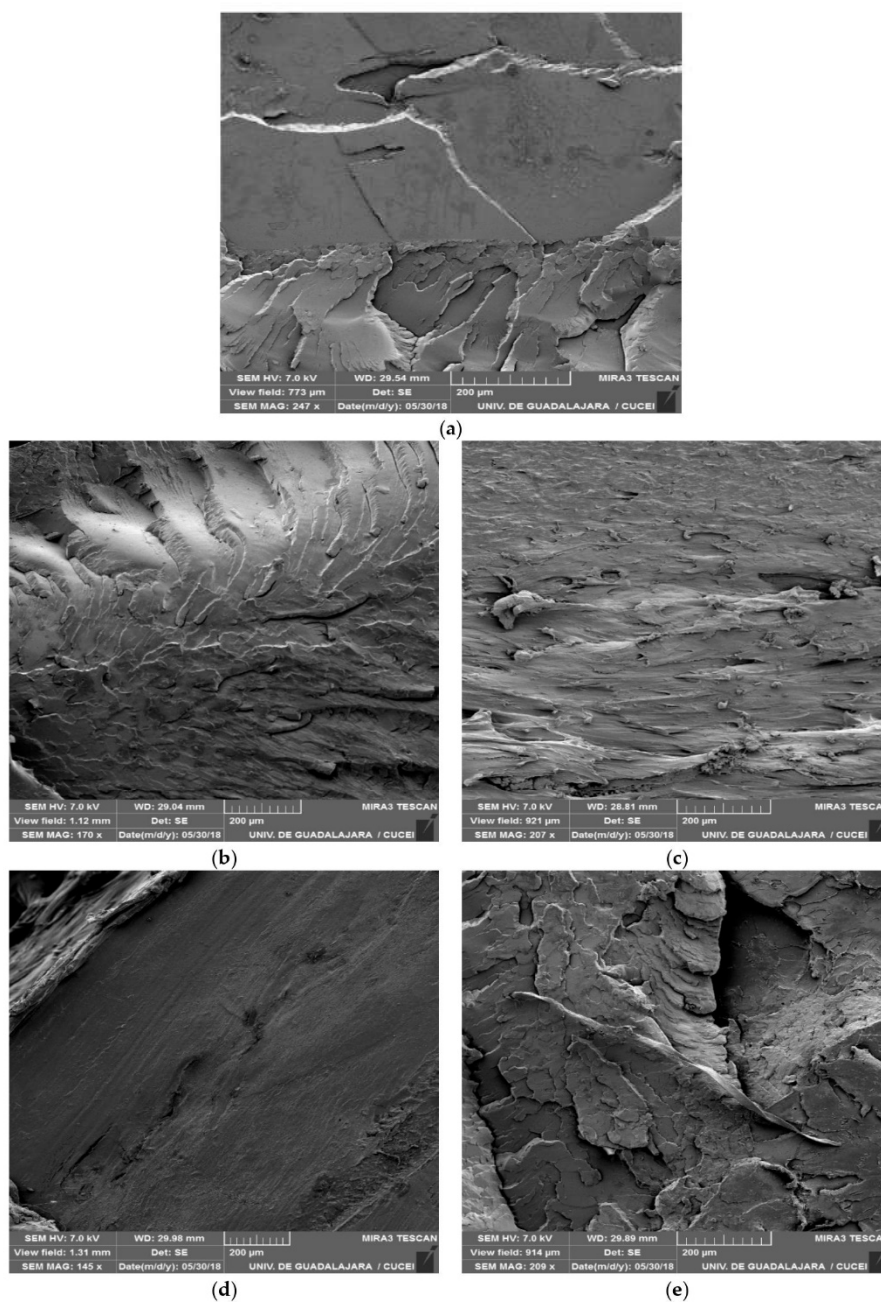 SEM HV: 7.0 kV WD: 29.54 mm MIRA3 TESCAN
View field: 773 µm Det: SE 200 µm
SEM MAG: 247 x Date(m/d/y): 05/30/18 UNIV. DE GUADALAJARA / CUCEI
(a)
SEM HV: 7.0 kV WD: 29.04 mm MIRA3 TESCAN
View field: 1.12 mm Det: SE 200 µm
SEM MAG: 170 x Date(m/d/y): 05/30/18 UNIV. DE GUADALAJARA / CUCEI
(b)
SEM HV: 7.0 kV WD: 28.81 mm MIRA3 TESCAN
View field: 921 µm Det: SE 200 µm
SEM MAG: 207 x Date(m/d/y): 05/30/18 UNIV. DE GUADALAJARA / CUCEI
(c)
SEM HV: 7.0 kV WD: 29.98 mm MIRA3 TESCAN
View field: 1.31 mm Det: SE 200 µm
SEM MAG: 145 x Date(m/d/y): 05/30/18 UNIV. DE GUADALAJARA / CUCEI
(d)
SEM HV: 7.0 kV WD: 29.89 mm MIRA3 TESCAN
View field: 914 µm Det: SE 200 µm
SEM MAG: 209 x Date(m/d/y): 05/30/18 UNIV. DE GUADALAJARA / CUCEI
(e)